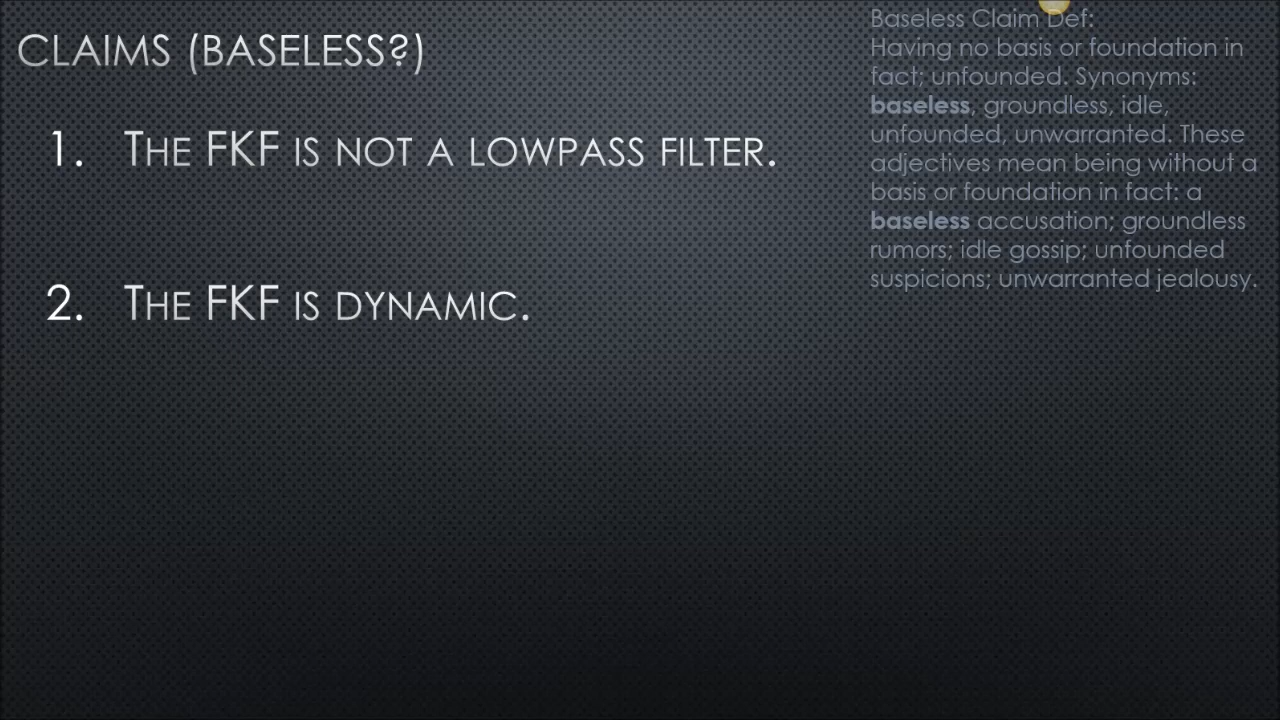 CLAIMS (BASELESS?)
1. THE FKF IS NOT A LOWPASS FILTER.
2. THE FKF IS DYNAMIC.
Baseless Claim Def:
Having no basis or foundation in
fact; unfounded. Synonyms:
baseless, groundless, idle,
unfounded, unwarranted. These
adjectives mean being without a
basis or foundation in fact: a
baseless accusation; groundless
rumors; idle gossip; unfounded
suspicions; unwarranted jealousy.